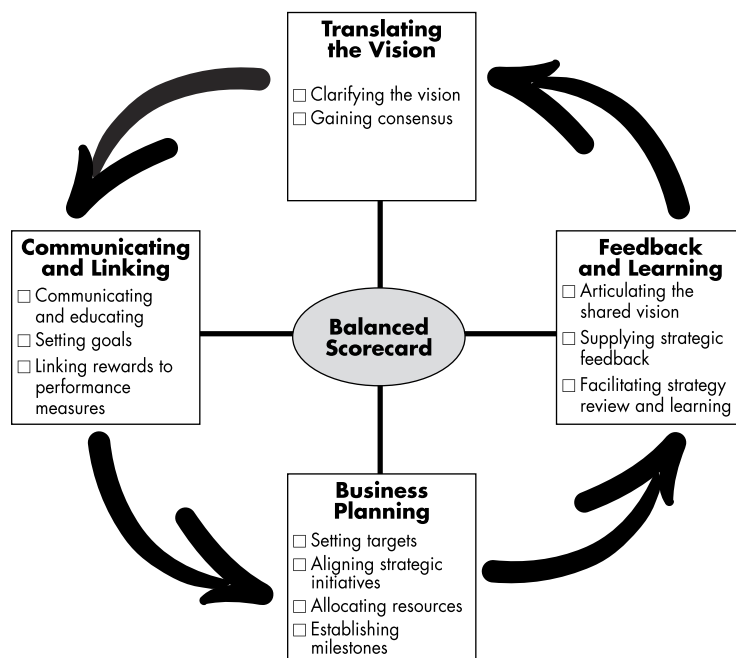 Translating
the Vision
☐ Clarifying the vision
☐ Gaining consensus
Communicating
and Linking
☐ Communicating
and educating
☐ Setting goals
☐ Linking rewards to
performance
measures
Balanced
Scorecard
Feedback
and Learning
☐ Articulating the
shared vision
☐ Supplying strategic
feedback
☐ Facilitating strategy
review and learning
Business
Planning
☐ Setting targets
☐ Aligning strategic
initiatives
☐ Allocating resources
☐ Establishing
milestones